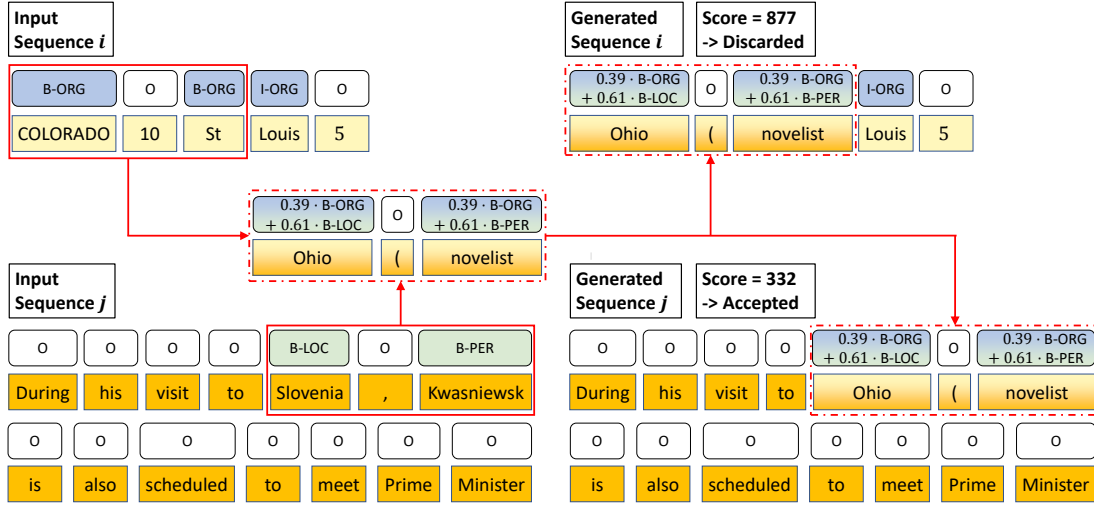 Input
Sequence i
B-ORG O B-ORG I-ORG O
COLORADO 10 St Louis 5
Generated
Sequence i
Score = 877
-> Discarded
0.39 · B-ORG
+ 0.61 · B-LOC
O
0.39 · B-ORG
+ 0.61 · B-PER
I-ORG O
Ohio ( novelist Louis 5
0.39 · B-ORG
+ 0.61 · B-LOC
O
0.39 · B-ORG
+ 0.61 · B-PER
Ohio ( novelist
Input
Sequence j
O O O O B-LOC O B-PER
During his visit to Slovenia , Kwasniewsk
O O O O O O O
is also scheduled to meet Prime Minister
Generated
Sequence j
Score = 332
-> Accepted
O O O O
0.39 · B-ORG
+ 0.61 · B-LOC
O
0.39 · B-ORG
+ 0.61 · B-PER
During his visit to Ohio ( novelist
O O O O O O O
is also scheduled to meet Prime Minister